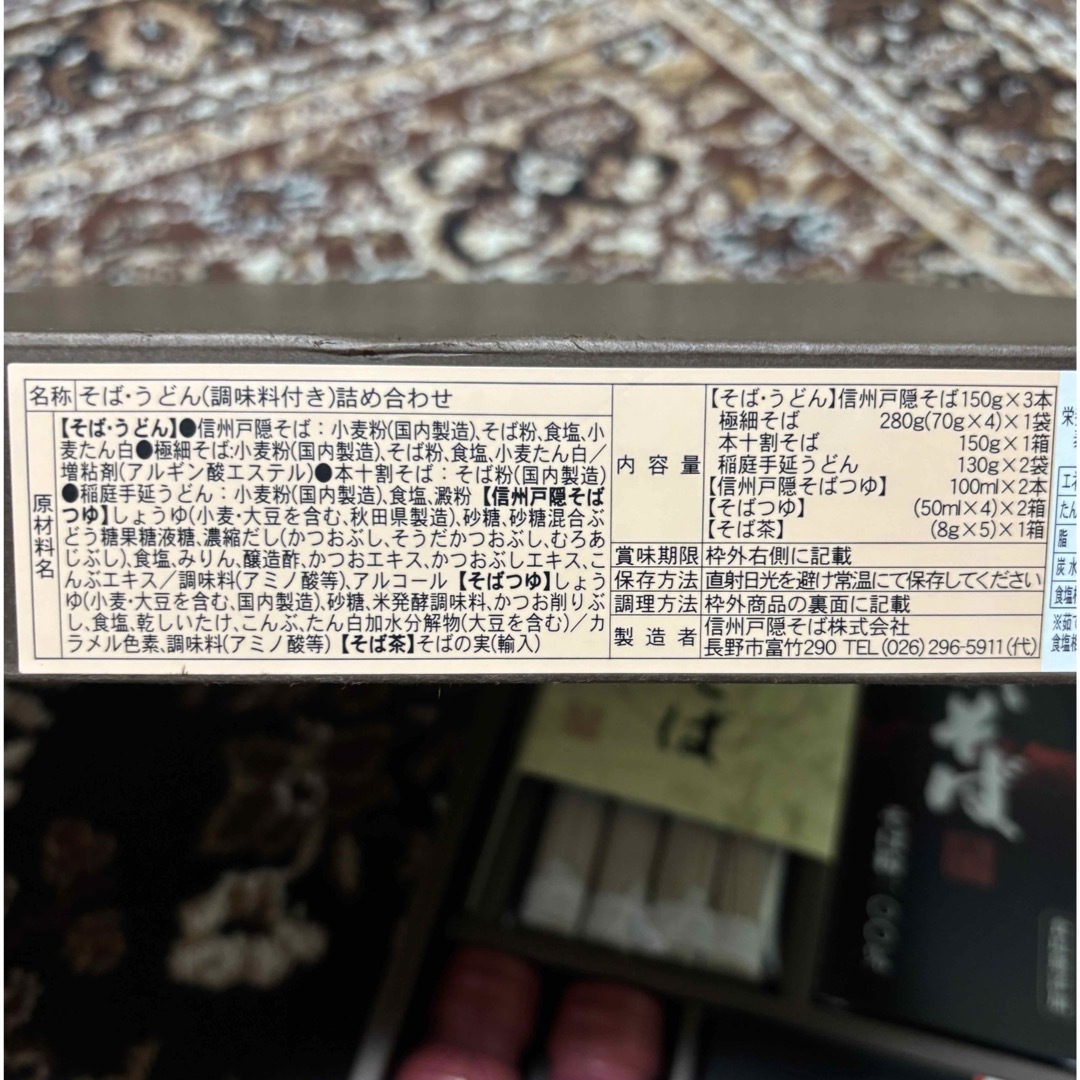 名称 そば・うどん(調味料付き)詰め合わせ
原材料名
【そば・うどん】●信州戸隠そば：小麦粉(国内製造)､そば粉､食塩､小
麦たん白●極細そば:小麦粉(国内製造)､そば粉､食塩､小麦たん白／
増粘剤(アルギン酸エステル)●本十割そば：そば粉(国内製造)
●稲庭手延うどん：小麦粉(国内製造)､食塩､澱粉【信州戸隠そば
つゆ】しょうゆ(小麦・大豆を含む､秋田県製造)､砂糖､砂糖混合ぶ
どう糖果糖液糖､濃縮だし(かつおぶし､そうだかつおぶし､むろあ
じぶし)､食塩､みりん､醸造酢､かつおエキス､かつおぶしエキス､こ
んぶエキス／調味料(アミノ酸等)､アルコール【そばつゆ】しょう
ゆ(小麦・大豆を含む､国内製造)､砂糖､米発酵調味料､かつお削りぶ
し､食塩､乾しいたけ､こんぶ､たん白加水分解物(大豆を含む)／カ
ラメル色素､調味料(アミノ酸等)【そば茶】そばの実(輸入)
内容量
【そば・うどん】信州戸隠そば150g×3本
極細そば 280g(70g×4)×1袋
本十割そば 150g×1箱
稲庭手延うどん 130g×2袋
【信州戸隠そばつゆ】 100ml×2本
【そばつゆ】 (50ml×4)×2箱
【そば茶】 (8g×5)×1箱
賞味期限 枠外右側に記載
保存方法 直射日光を避け常温にて保存してください
調理方法 枠外商品の裏面に記載
製造者 信州戸隠そば株式会社
長野市富竹290 TEL(026)296-5911(代)
栄
エネ
たん
脂
炭水
食塩相
※茹で
食塩相
そば
そば